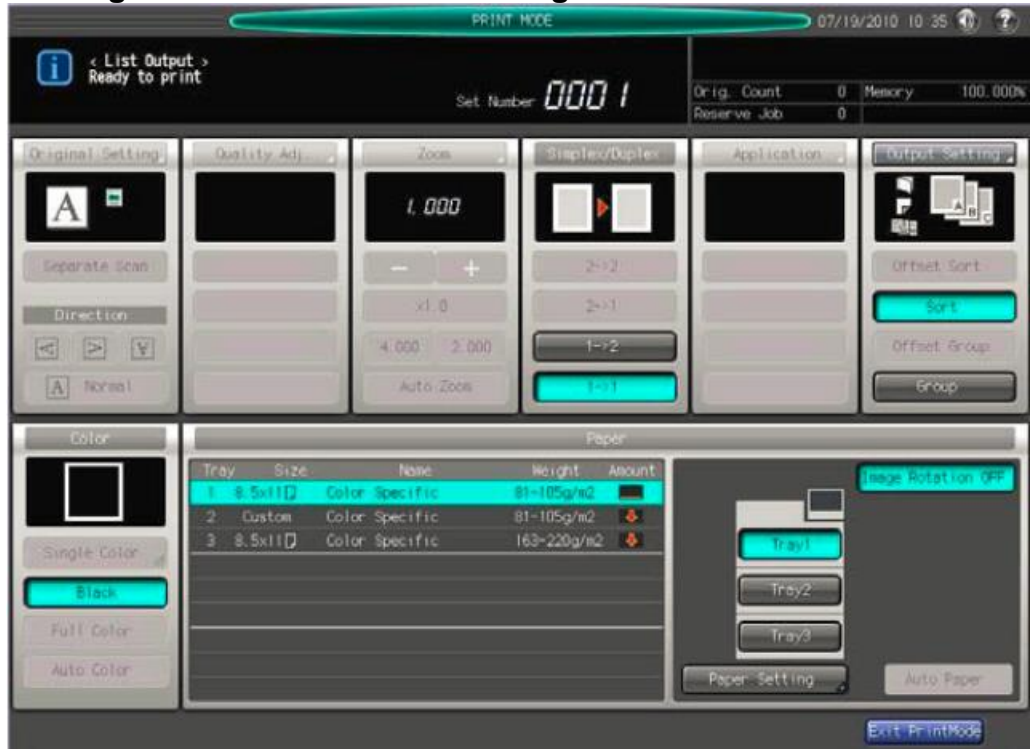 PRINT MODE
07/19/2010 10 35
i
< List Output >
Ready to print
Set Number 0001
Orig. Count 0
Reserve Job 0
Memory 100.000%
Original Setting
Quality Adj.
Zoom
Simplex/Duplex
Application
Output Setting
A
1.000
A B C
Separate Scan
- +
2->2
Offset Sort
Direction
x1.0
2->1
Sort
4.000 2.000
1->2
Offset Group
A Normal
Auto Zoom
1->1
Group
Color
Paper
Tray Size Name Weight Amount
1 8.5x11 Color Specific 81-105g/m2
2 Custom Color Specific 81-105g/m2
3 8.5x11 Color Specific 163-220g/m2
Image Rotation OFF
Single Color
Black
Full Color
Auto Color
Tray1
Tray2
Tray3
Paper Setting
Auto Paper
Exit PrintMode